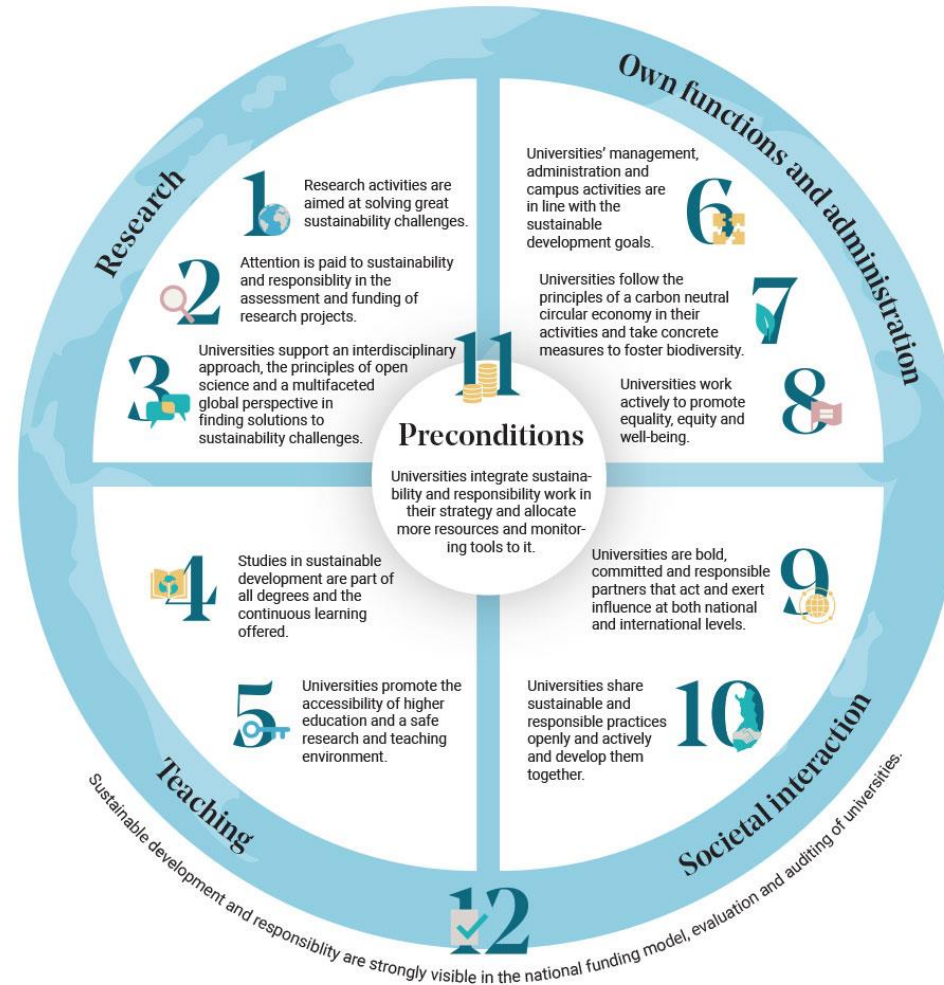 Research
1
Research activities are
aimed at solving great
sustainability challenges.
2
Attention is paid to sustainability
and responsiblity in the
assessment and funding of
research projects.
3
Universities support an interdisciplinary
approach, the principles of open
science and a multifaceted
global perspective in
finding solutions to
sustainability challenges.
Own functions and administration
Universities’ management,
administration and
campus activities are
in line with the
sustainable
development goals.
6
Universities follow the
principles of a carbon neutral
circular economy in their
activities and take concrete
measures to foster biodiversity.
7
Universities work
actively to promote
equality, equity and
well-being.
8
11
Preconditions
Universities integrate sustaina-
bility and responsibility work in
their strategy and allocate
more resources and monitor-
ing tools to it.
4
Studies in sustainable
development are part of
all degrees and the
continuous learning
offered.
5
Universities promote the
accessibility of higher
education and a safe
research and teaching
environment.
Teaching
Universities are bold,
committed and responsible
partners that act and exert
influence at both national
and international levels.
9
Universities share
sustainable and
responsible practices
openly and actively
and develop them
together.
10
Societal interaction
12
Sustainable development and responsiblity are strongly visible in the national funding model, evaluation and auditing of universities.